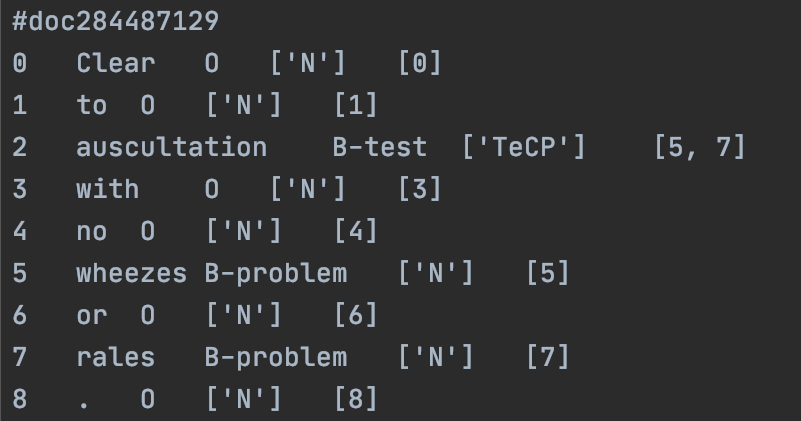 #doc284487129
0 Clear O ['N'] [0]
1 to O ['N'] [1]
2 auscultation B-test ['TeCP'] [5, 7]
3 with O ['N'] [3]
4 no O ['N'] [4]
5 wheezes B-problem ['N'] [5]
6 or O ['N'] [6]
7 rales B-problem ['N'] [7]
8 . O ['N'] [8]